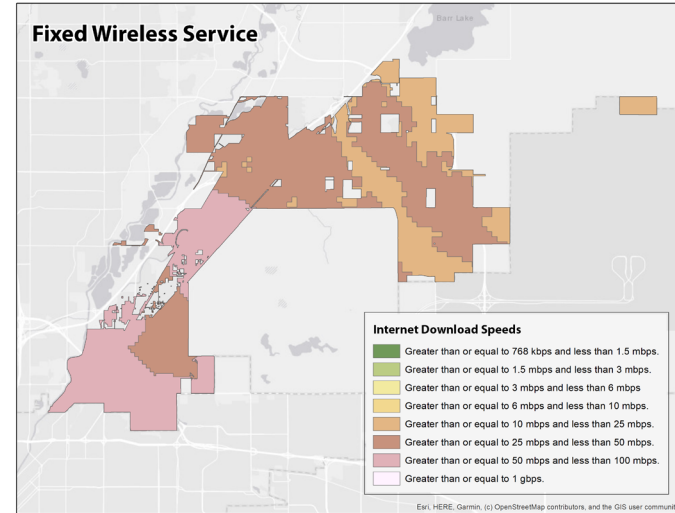 Fixed Wireless Service
Barr Lake
Internet Download Speeds
Greater than or equal to 768 kbps and less than 1.5 mbps.
Greater than or equal to 1.5 mbps and less than 3 mbps.
Greater than or equal to 3 mbps and less than 6 mbps
Greater than or equal to 6 mbps and less than 10 mbps.
Greater than or equal to 10 mbps and less than 25 mbps.
Greater than or equal to 25 mbps and less than 50 mbps.
Greater than or equal to 50 mbps and less than 100 mbps.
Greater than or equal to 1 gbps.
Esri, HERE, Garmin, (c) OpenStreetMap contributors, and the GIS user communit